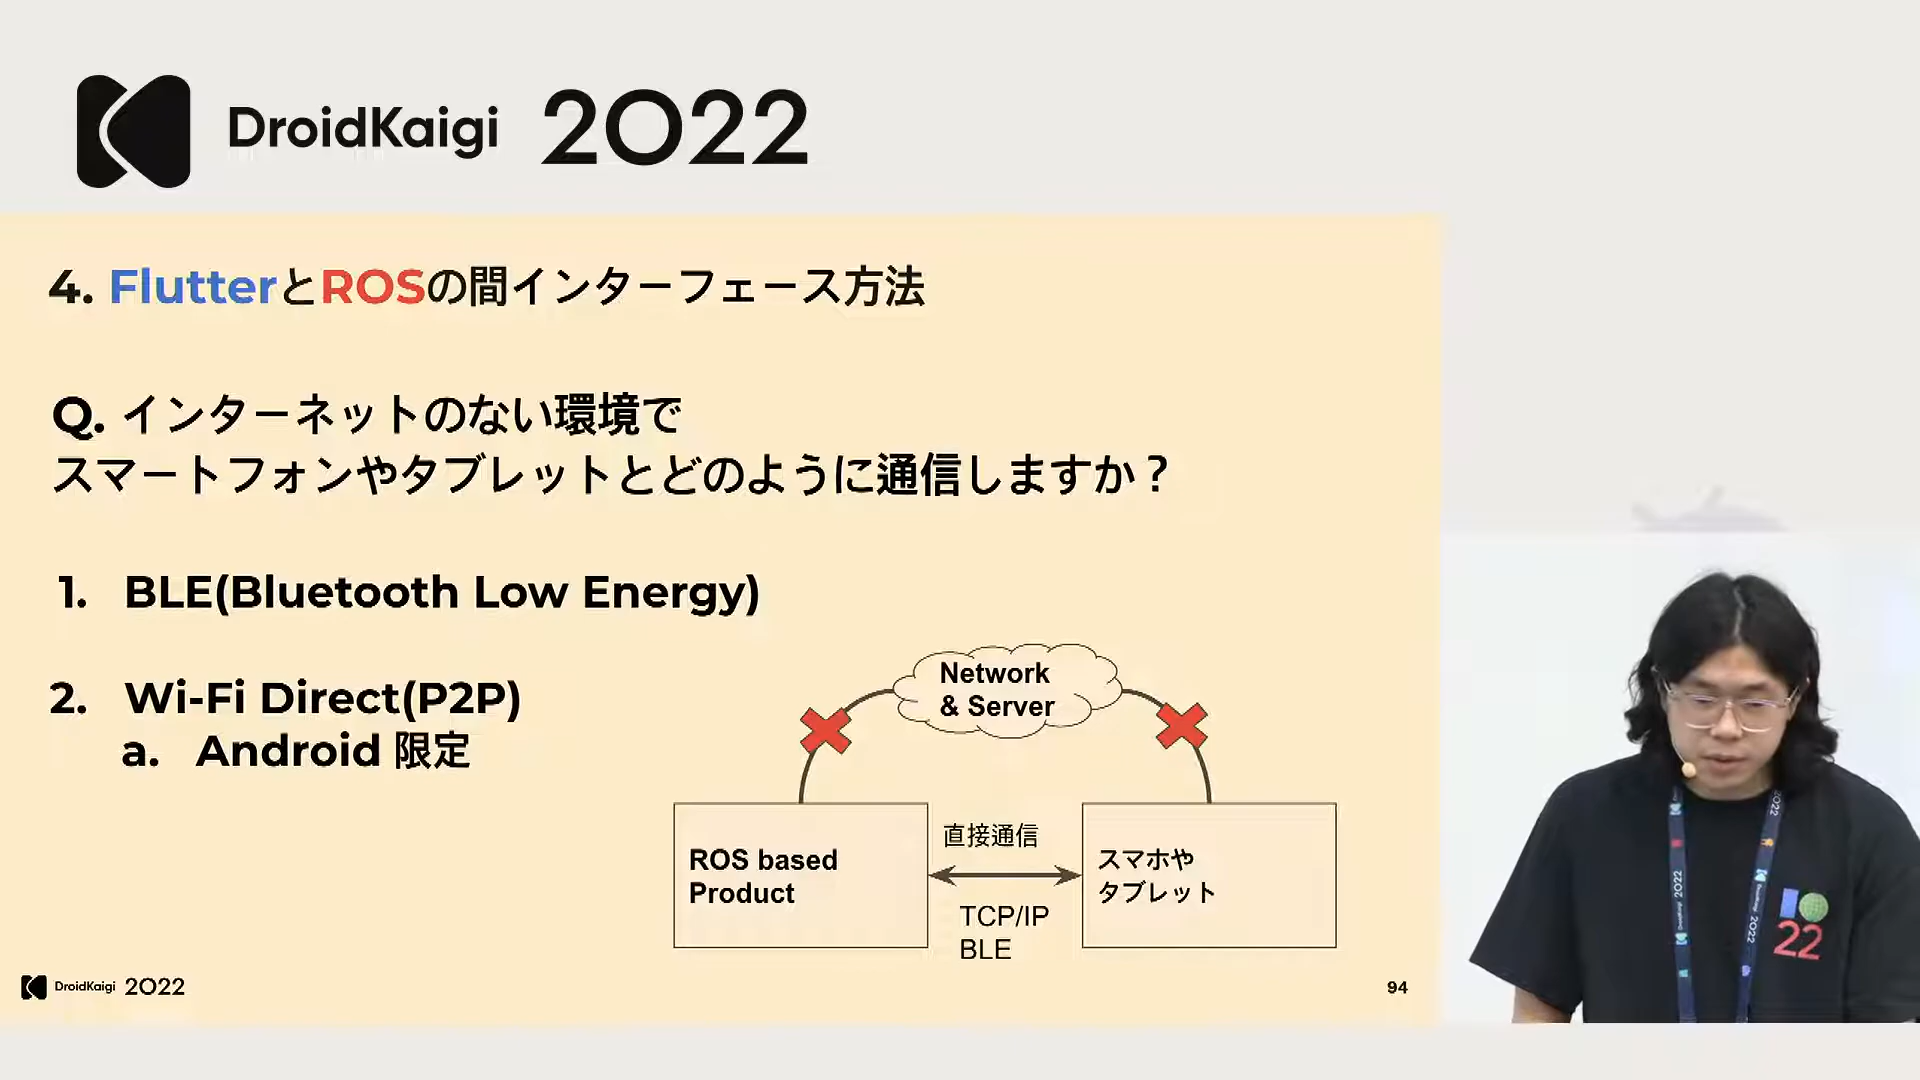 DroidKaigi 2022
4. FlutterとROSの間インターフェース方法
Q. インターネットのない環境で
スマートフォンやタブレットとどのように通信しますか？
1. BLE(Bluetooth Low Energy)
2. Wi-Fi Direct(P2P)
a. Android 限定
Network
& Server
ROS based
Product
直接通信
TCP/IP
BLE
スマホや
タブレット
DroidKaigi 2022
94
2022
2022
2022
2022
22